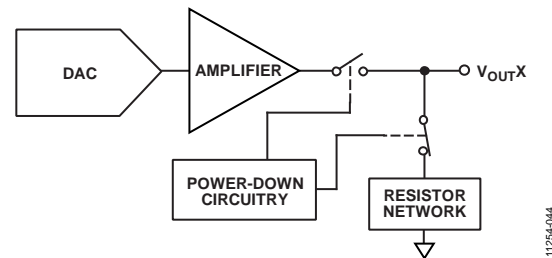 DAC
AMPLIFIER
VOUTX
POWER-DOWN
CIRCUITRY
RESISTOR
NETWORK
11254-044